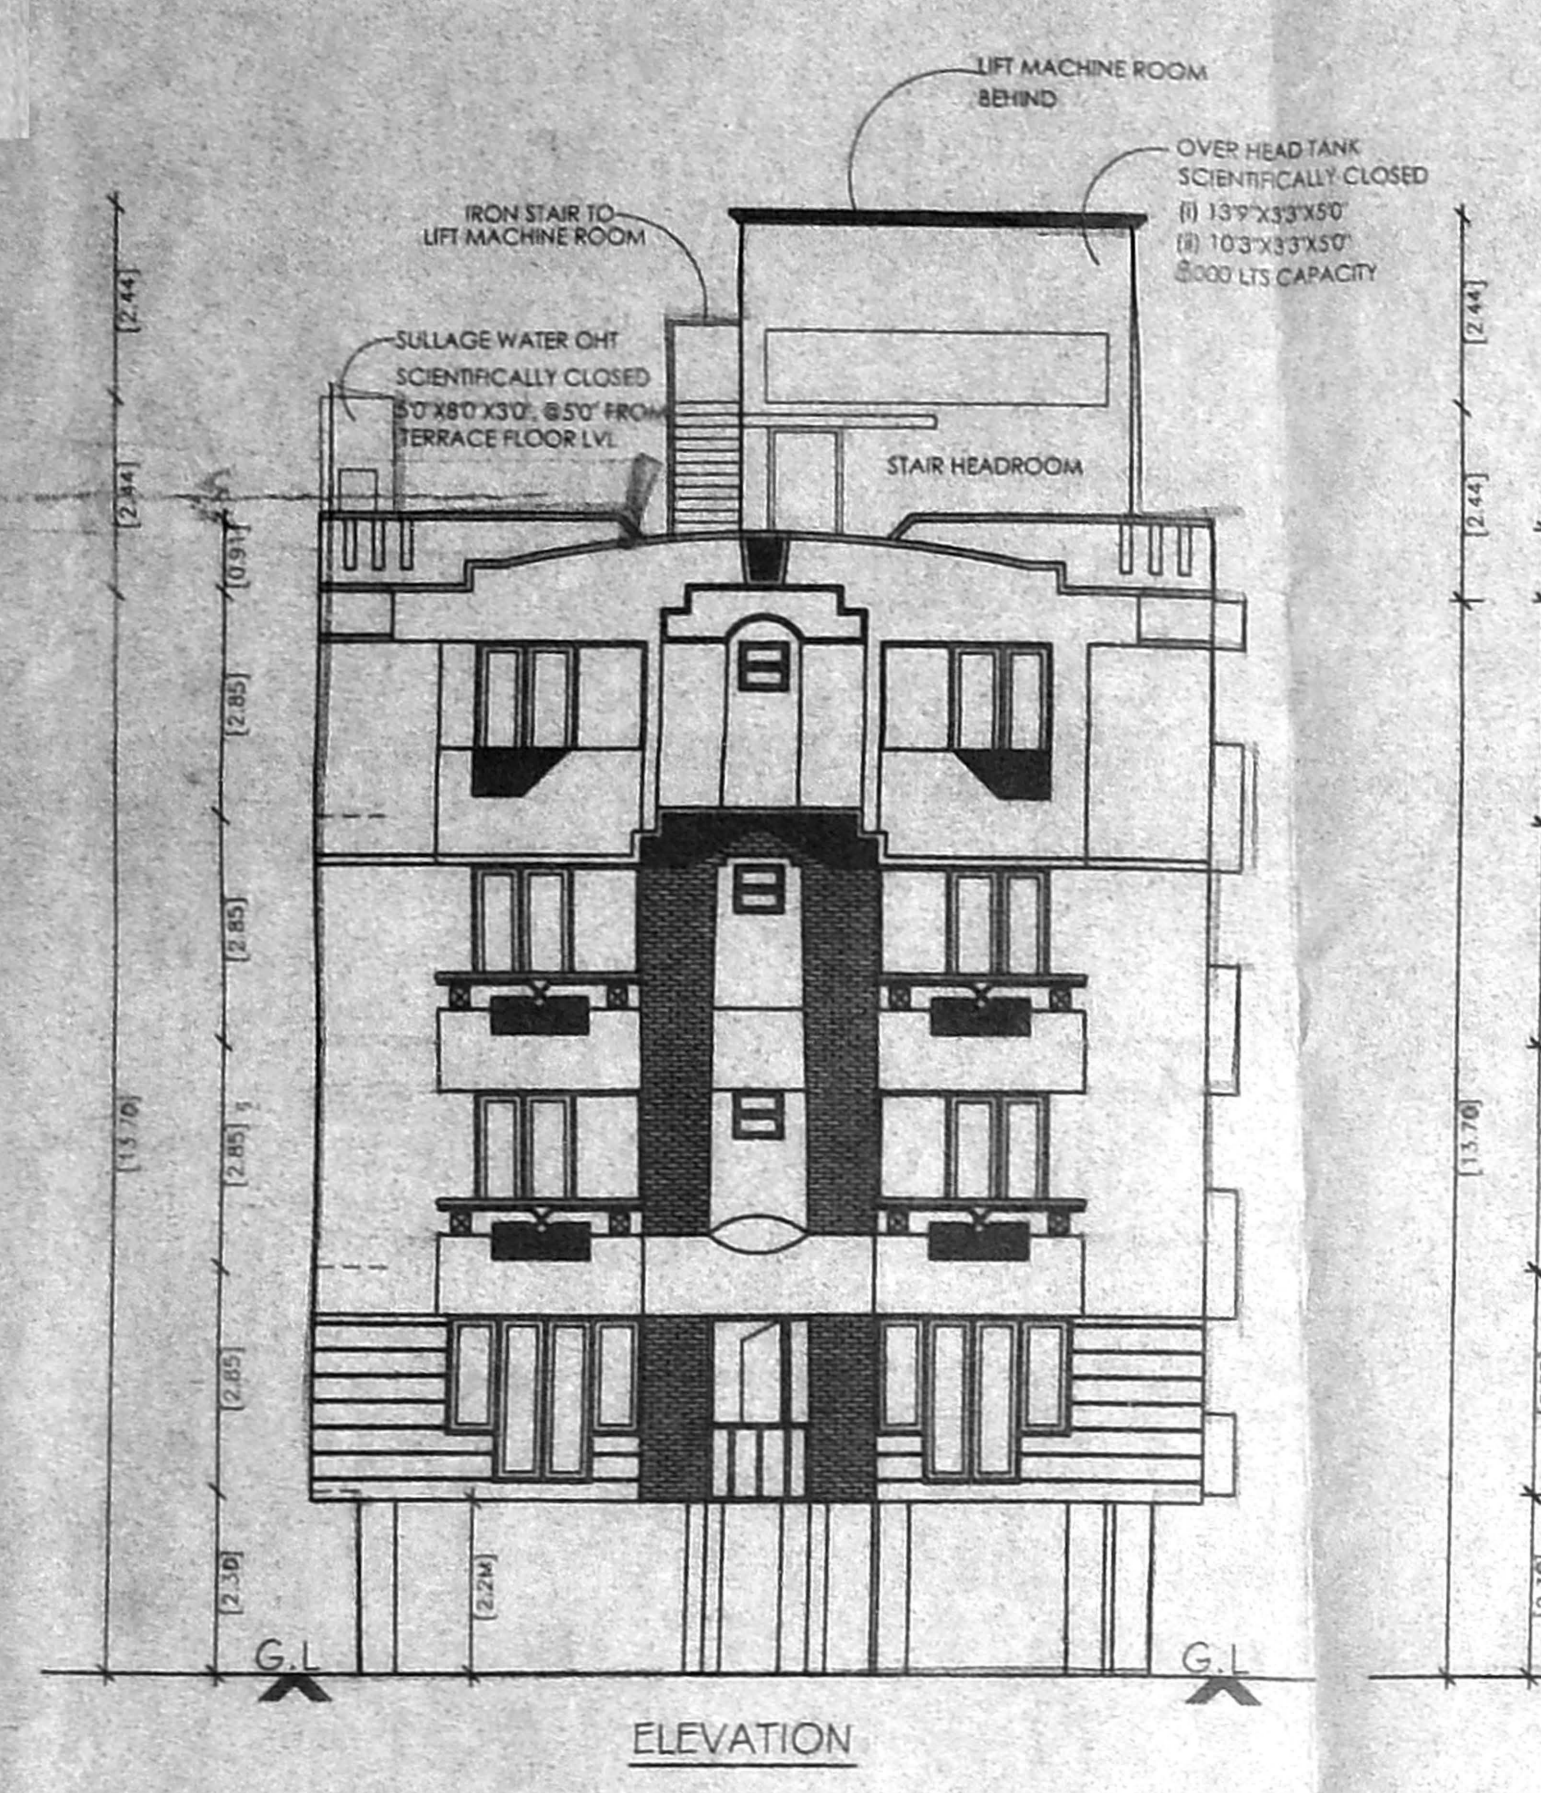 LIFT MACHINE ROOM
BEHIND
OVER HEAD TANK
SCIENTIFICALLY CLOSED
(i) 13'9"X3'3"X5'0"
(ii) 10'3"X3'3"X5'0"
8000 LTS CAPACITY
IRON STAIR TO
LIFT MACHINE ROOM
SULLAGE WATER OHT
SCIENTIFICALLY CLOSED
5'0"X8'0"X3'0". @5'0" FROM
TERRACE FLOOR LVL
STAIR HEADROOM
[2.44]
[2.44]
[13.70]
[0.91]
[2.85]
[2.85]
[2.85]
[2.85]
[2.30]
[2.2M]
[2.44]
[2.44]
[13.70]
G.L
G.L
ELEVATION